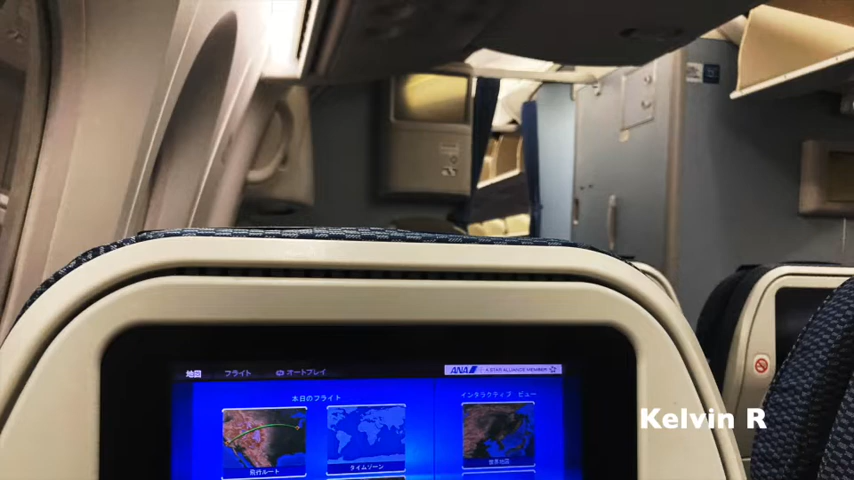 地図 フライト オートプレイ
ANA A STAR ALLIANCE MEMBER
本日のフライト
インタラクティブ・ビュー
飛行ルート
タイムゾーン
世界地図
Kelvin R